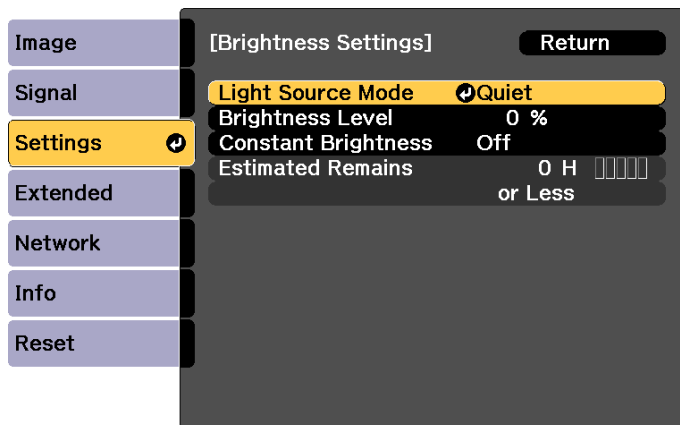 Image
Signal
Settings
Extended
Network
Info
Reset
[Brightness Settings] Return
Light Source Mode Quiet
Brightness Level 0 %
Constant Brightness Off
Estimated Remains 0 H
or Less